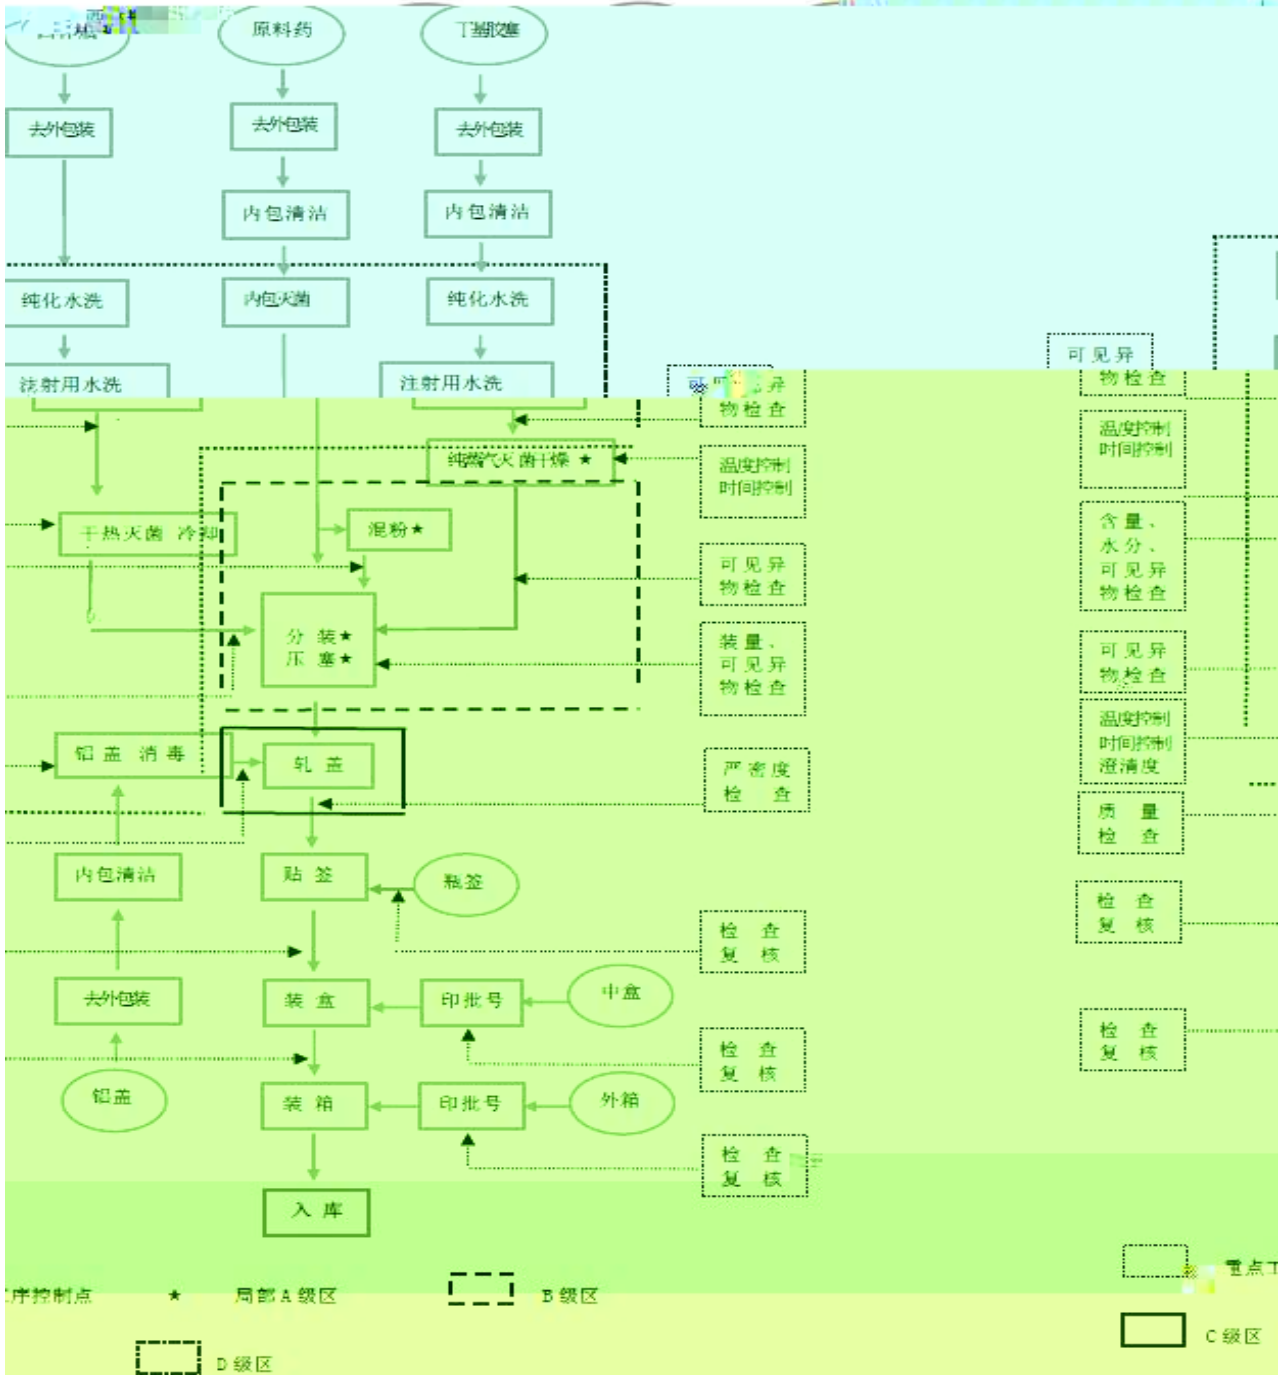 原料药
丁基胶塞
去外包装
去外包装
去外包装
内包清洁
内包清洁
纯化水洗
内包灭菌
纯化水洗
可见异
注射用水洗
注射用水洗
物检查
物检查
温度控制
时间控制
纯蒸气灭菌干燥 ★
温度控制
时间控制
干热灭菌 冷却
混粉★
含量、
水分、
可见异
物检查
可见异
物检查
分装★
压塞★
装量、
可见异
物检查
可见异
物检查
温度控制
时间控制
澄清度
铝盖 消毒
轧盖
严密度
检查
质量
检查
内包清洁
贴签
瓶签
检查
复核
检查
复核
去外包装
装盒
印批号
中盒
检查
复核
检查
复核
铝盖
装箱
印批号
外箱
检查
复核
入库
重点工
序控制点
★ 局部A级区
B级区
C级区
D级区